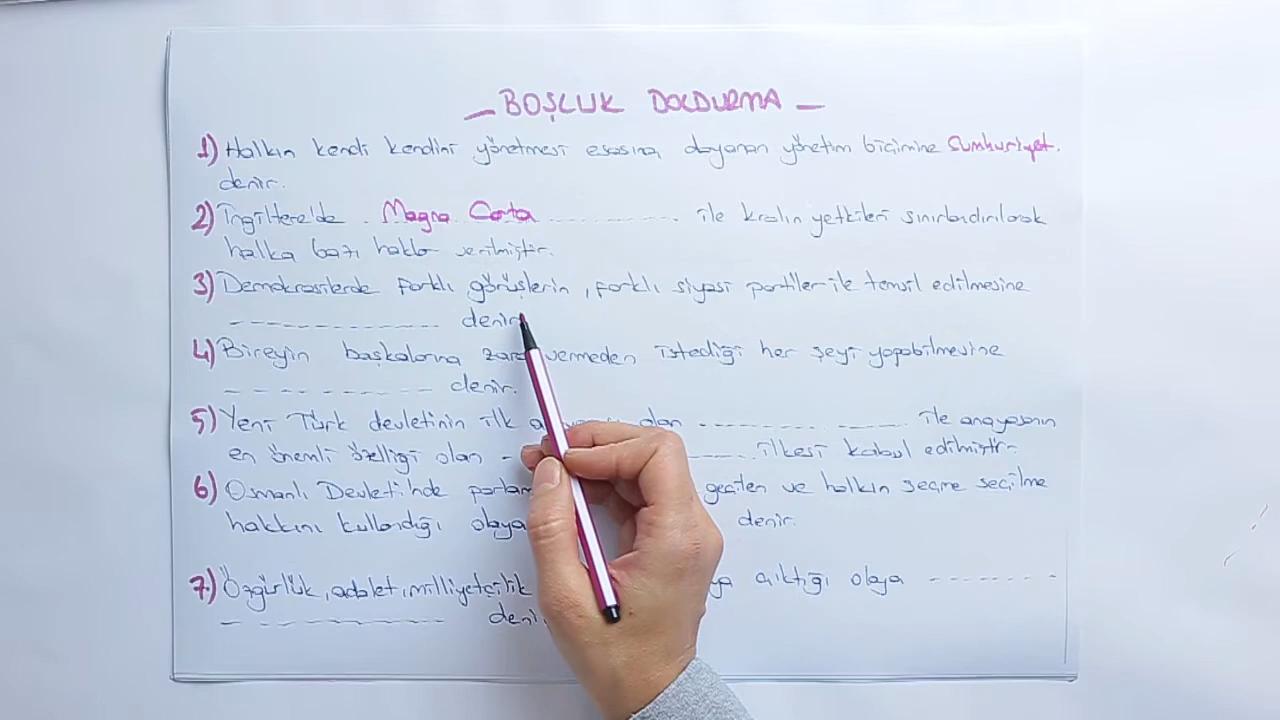 BOŞLUK DOLDURMA
1) Halkın kendi kendini yönetmesi esasına dayanan yönetim biçimine Cumhuriyet.
denir.
2) İngiltere'de Magna Carta ile kralın yetkileri sınırlandırılarak
halka bazı haklar verilmiştir.
3) Demokrasilerde farklı görüşlerin, farklı siyasi partiler ile temsil edilmesine
denir
4) Bireyin başkalarına vermeden istediği her şeyi yapabilmesine
denir.
5) Yeni Türk devletinin ilk olan ile anayasanın
en önemli özelliği olan ilkesi kabul edilmiştir.
6) Osmanlı Devleti'nde geçilen ve halkın seçme seçilme
hakkını kullandığı denir.
7) Özgürlük, adalet, milliyetçilik çıktığı olaya